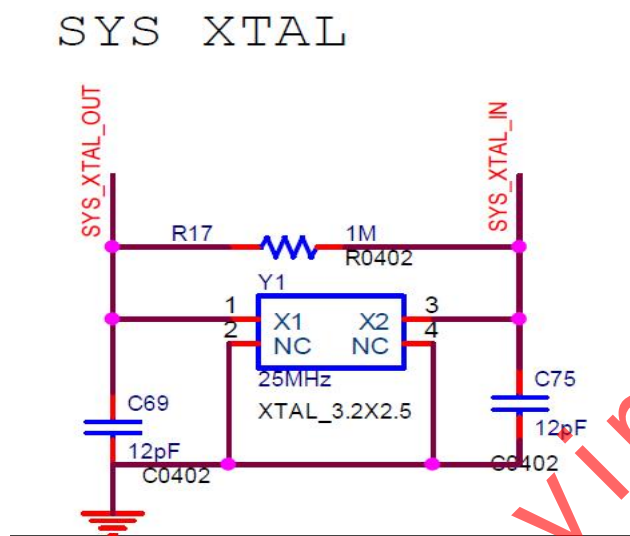 SYS XTAL
SYS_XTAL_OUT
SYS_XTAL_IN
R17
1M
R0402
Y1
1
3
2
4
X1
X2
NC
NC
25MHz
XTAL_3.2X2.5
C69
12pF
C0402
C75
12pF
C0402